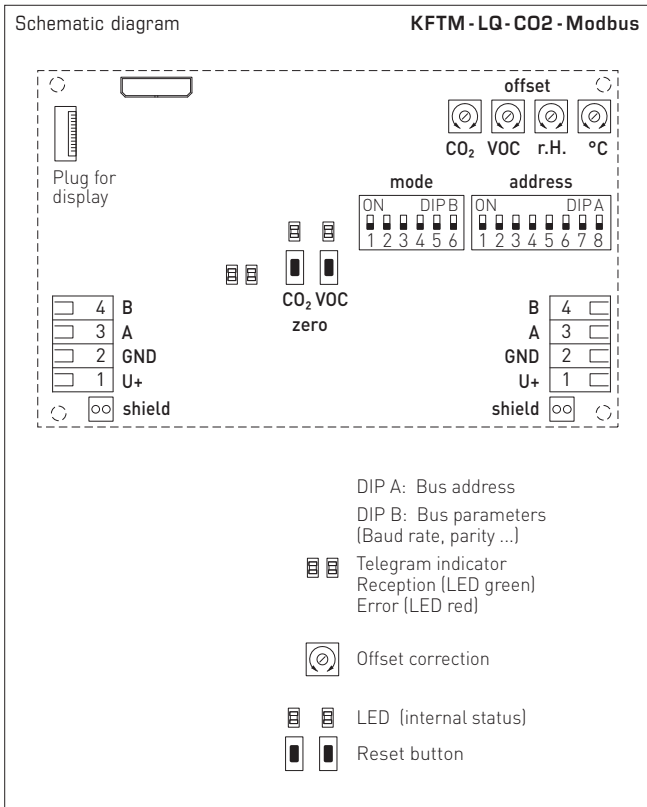 Schematic diagram KFTM - LQ - CO2 - Modbus
offset
CO₂ VOC r.H. °C
Plug for
display
mode address
ON DIP B ON DIP A
1 2 3 4 5 6 1 2 3 4 5 6 7 8
CO₂ VOC
zero
4 B B 4
3 A A 3
2 GND GND 2
1 U+ U+ 1
shield shield
DIP A: Bus address
DIP B: Bus parameters
(Baud rate, parity ...)
Telegram indicator
Reception (LED green)
Error (LED red)
Offset correction
LED (internal status)
Reset button